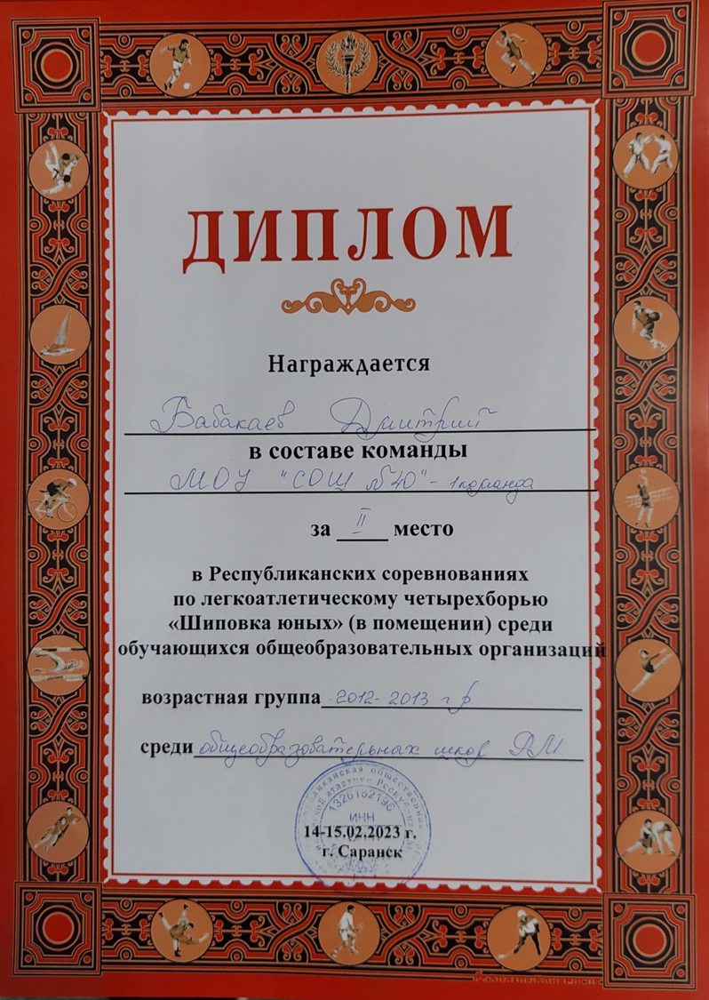 ДИПЛОМ
Награждается
Бабакаев Дмитрий
в составе команды
МОУ "СОШ №40" - 1 команда
за II место
в Республиканских соревнованиях
по легкоатлетическому четырехборью
«Шиповка юных» (в помещении) среди
обучающихся общеобразовательных организаций
возрастная группа 2012-2013 г.р.
среди общеобразовательных школ РМ.
ИНН
14-15.02.2023 г.
г. Саранск